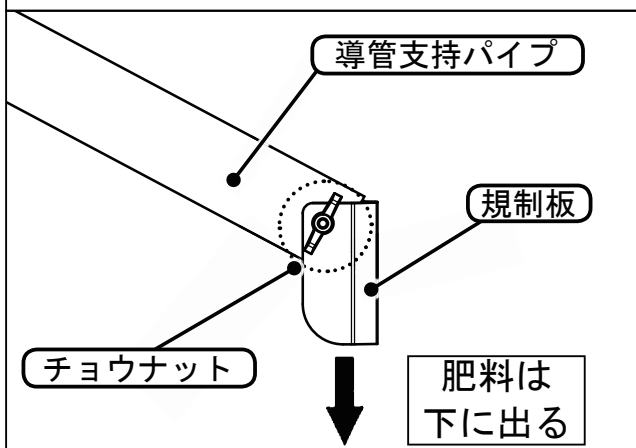 導管支持パイプ
規制板
チョウナット
肥料は
下に出る